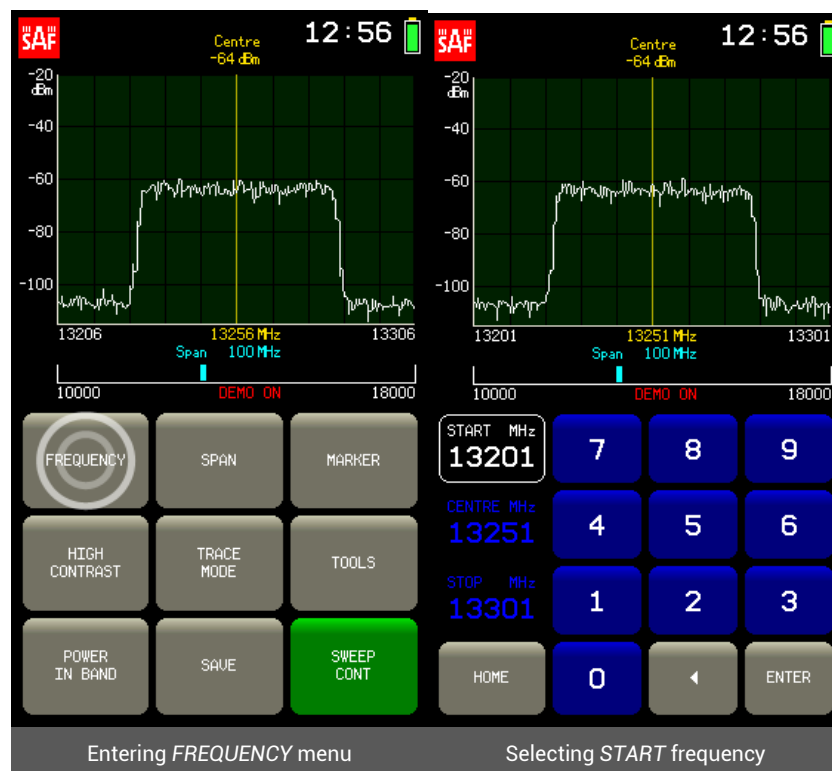 SAF
Centre
-64 dBm
12:56
-20
dBm
-40
-60
-80
-100
13206 13256 MHz 13306
Span 100 MHz
10000 DEMO ON 18000
FREQUENCY SPAN MARKER
HIGH CONTRAST TRACE MODE TOOLS
POWER IN BAND SAVE SWEEP CONT
Entering FREQUENCY menu
SAF
Centre
-64 dBm
12:56
-20
dBm
-40
-60
-80
-100
13201 13251 MHz 13301
Span 100 MHz
10000 DEMO ON 18000
START MHz
13201
7 8 9
CENTRE MHz
13251
4 5 6
STOP MHz
13301
1 2 3
HOME 0 ENTER
Selecting START frequency